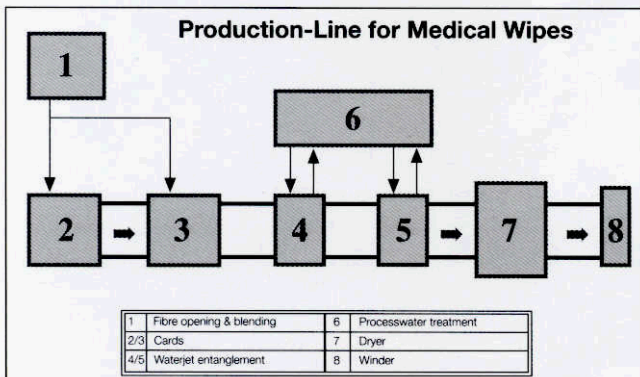 Production-Line for Medical Wipes
1
6
2
3
4
5
7
8
1 Fibre opening & blending 6 Processwater treatment
2/3 Cards 7 Dryer
4/5 Waterjet entanglement 8 Winder